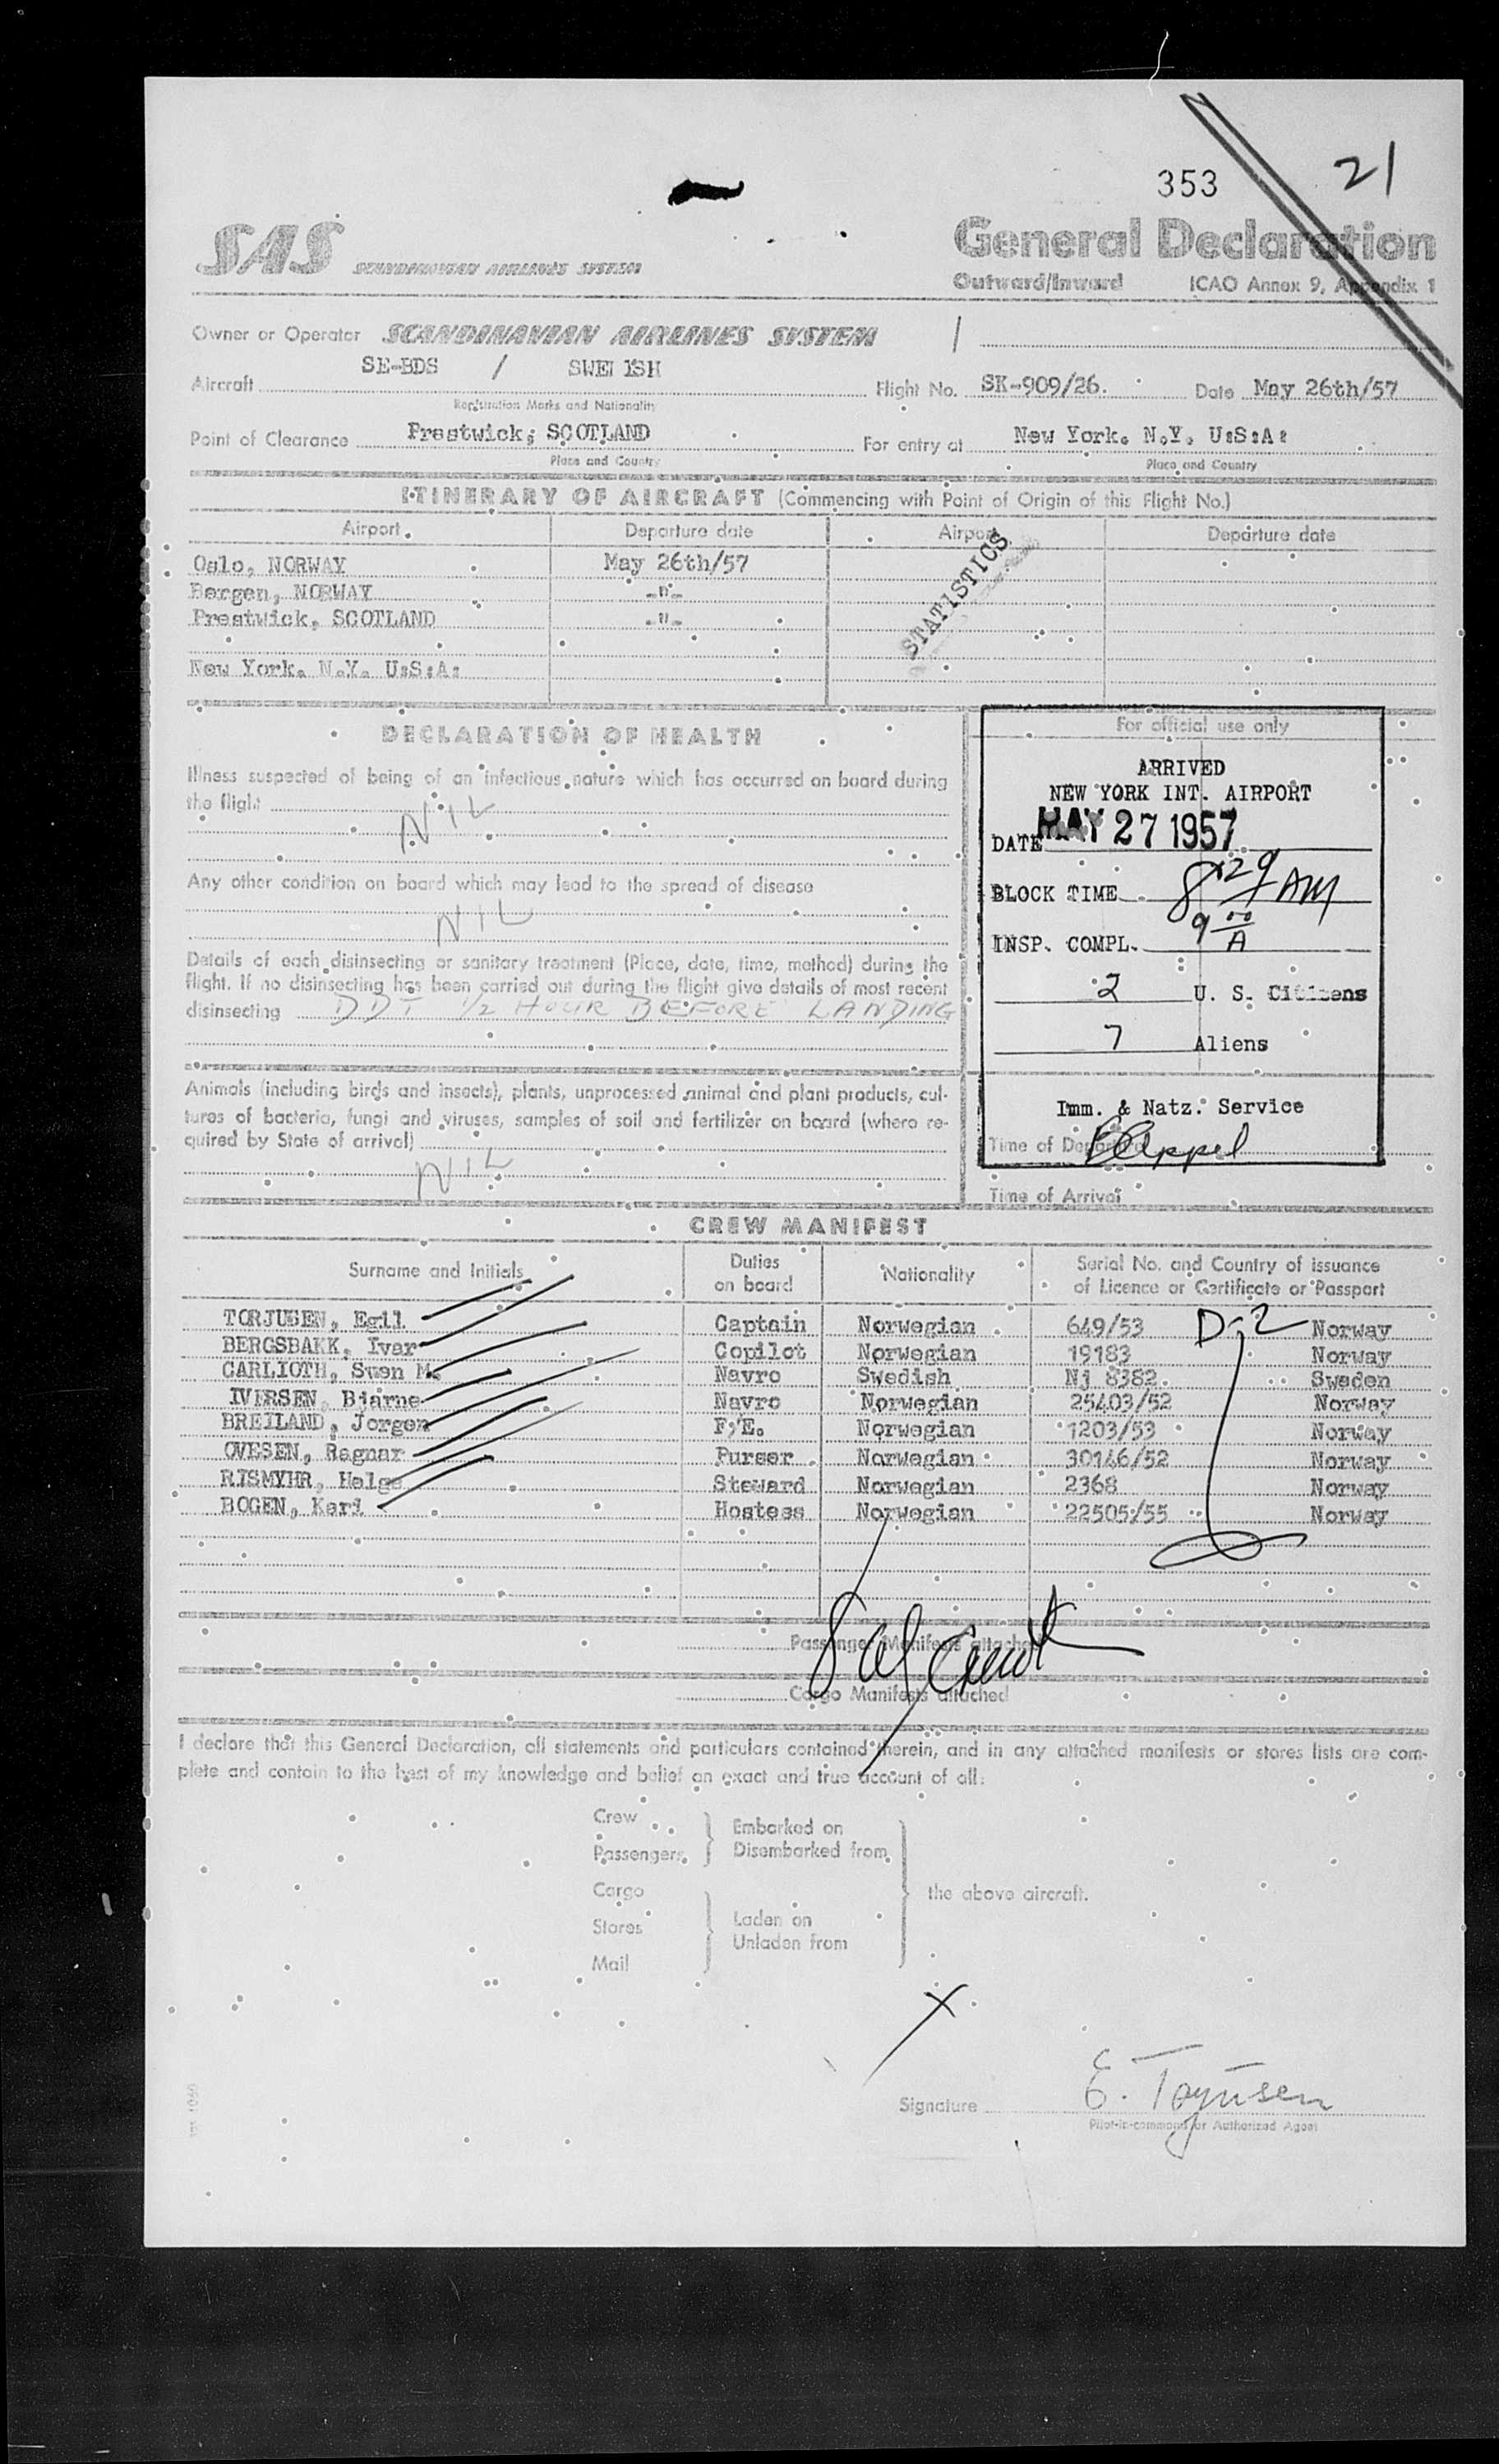 353
21
SAS SCANDINAVIAN AIRLINES SYSTEM
General Declaration
Outward/Inward ICAO Annex 9, Appendix 1
Owner or Operator SCANDINAVIAN AIRLINES SYSTEM
Aircraft SE-BDS / SWEDISH Flight No. SK-909/26. Date May 26th/57
Registration Marks and Nationality
Point of Clearance Prestwick, SCOTLAND For entry at New York. N.Y. U:S:A:
Place and Country Place and Country
ITINERARY OF AIRCRAFT (Commencing with Point of Origin of this Flight No.)
Airport Departure date Airport Departure date
Oslo, NORWAY May 26th/57
Bergen, NORWAY -"-
Prestwick, SCOTLAND -"-
New York. N.Y. U:S:A:
STATISTICS
DECLARATION OF HEALTH
Illness suspected of being of an infectious nature which has occurred on board during
the flight
NIL
Any other condition on board which may lead to the spread of disease
NIL
Details of each disinsecting or sanitary treatment (Place, date, time, method) during the
flight. If no disinsecting has been carried out during the flight give details of most recent
disinsecting DDT 1/2 HOUR BEFORE LANDING
Animals (including birds and insects), plants, unprocessed animal and plant products, cul-
tures of bacteria, fungi and viruses, samples of soil and fertilizer on board (where re-
quired by State of arrival)
NIL
For official use only
ARRIVED
NEW YORK INT. AIRPORT
DATE MAY 27 1957
BLOCK TIME 8:29 AM
INSP. COMPL. 9 00 A
2 U. S. Citizens
7 Aliens
Imm. & Natz. Service
Time of Departure
Time of Arrival
CREW MANIFEST
Surname and Initials Duties on board Nationality Serial No. and Country of issuance of Licence or Certificate or Passport
TORJUSEN, Egil Captain Norwegian 649/53 D-2 Norway
BERGSBAKK, Ivar Copilot Norwegian 19183 Norway
CARLIOTH, Sven M. Navro Swedish Nj 8382 Sweden
IVERSEN, Bjarne Navro Norwegian 25403/52 Norway
BREILAND, Jorgen F/E. Norwegian 1203/53 Norway
OVESEN, Ragnar Purser Norwegian 30146/52 Norway
RISMYHR, Helge Steward Norwegian 2368 Norway
BOGEN, Kari Hostess Norwegian 22505/55 Norway
Passenger Manifests attached
Cargo Manifests attached
I declare that this General Declaration, all statements and particulars contained therein, and in any attached manifests or stores lists are com-
plete and contain to the best of my knowledge and belief an exact and true account of all:
Crew
Passengers
Embarked on
Disembarked from
Cargo
Stores
Mail
Laden on
Unladen from
the above aircraft.
X
Signature E. Torjusen
Pilot-in-command or Authorized Agent